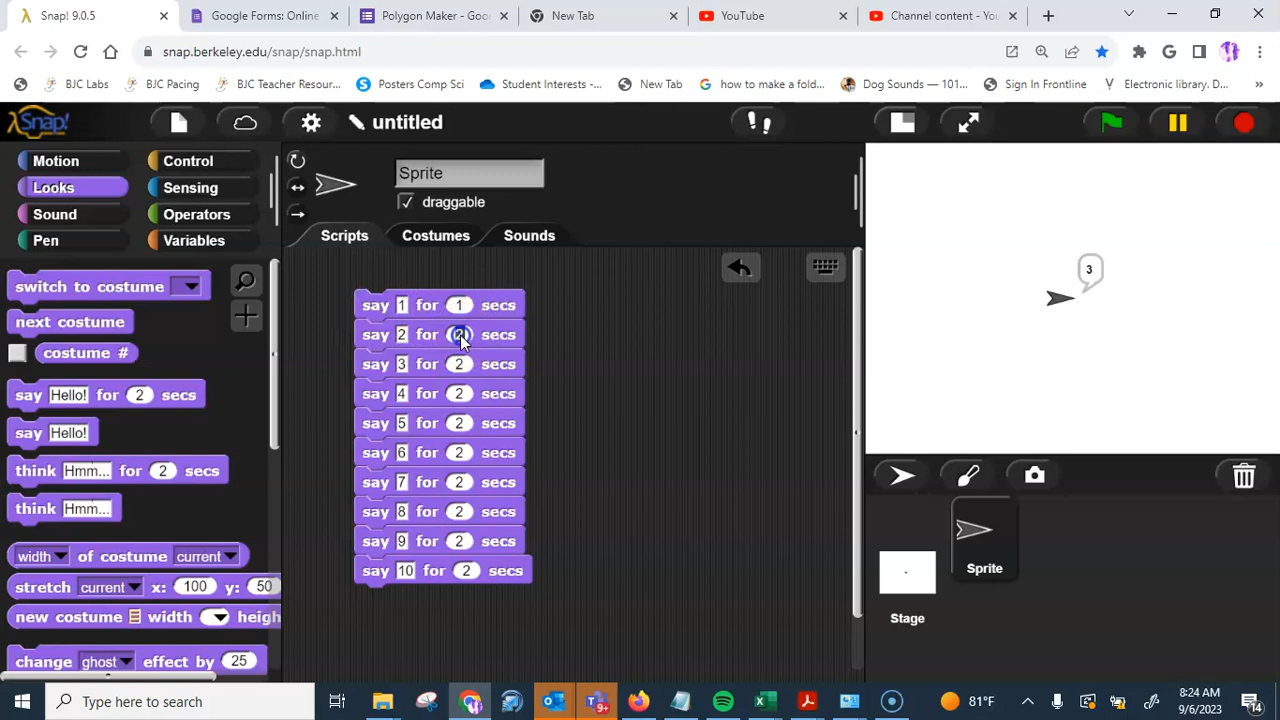 Snap! 9.0.5
Google Forms: Online
Polygon Maker - Goo
New Tab
YouTube
Channel content - You
snap.berkeley.edu/snap/snap.html
BJC Labs
BJC Pacing
BJC Teacher Resour...
Posters Comp Sci
Student Interests -...
New Tab
how to make a fold...
Dog Sounds — 101...
Sign In Frontline
Electronic library. D...
Snap!
untitled
Motion
Control
Looks
Sensing
Sound
Operators
Pen
Variables
Sprite
draggable
Scripts
Costumes
Sounds
switch to costume
next costume
costume #
say Hello! for 2 secs
say Hello!
think Hmm... for 2 secs
think Hmm...
width of costume current
stretch current x: 100 y: 50
new costume width heigh
change ghost effect by 25
say 1 for 1 secs
say 2 for 2 secs
say 3 for 2 secs
say 4 for 2 secs
say 5 for 2 secs
say 6 for 2 secs
say 7 for 2 secs
say 8 for 2 secs
say 9 for 2 secs
say 10 for 2 secs
3
Stage
Sprite
Type here to search
9+
81°F
8:24 AM
9/6/2023
14